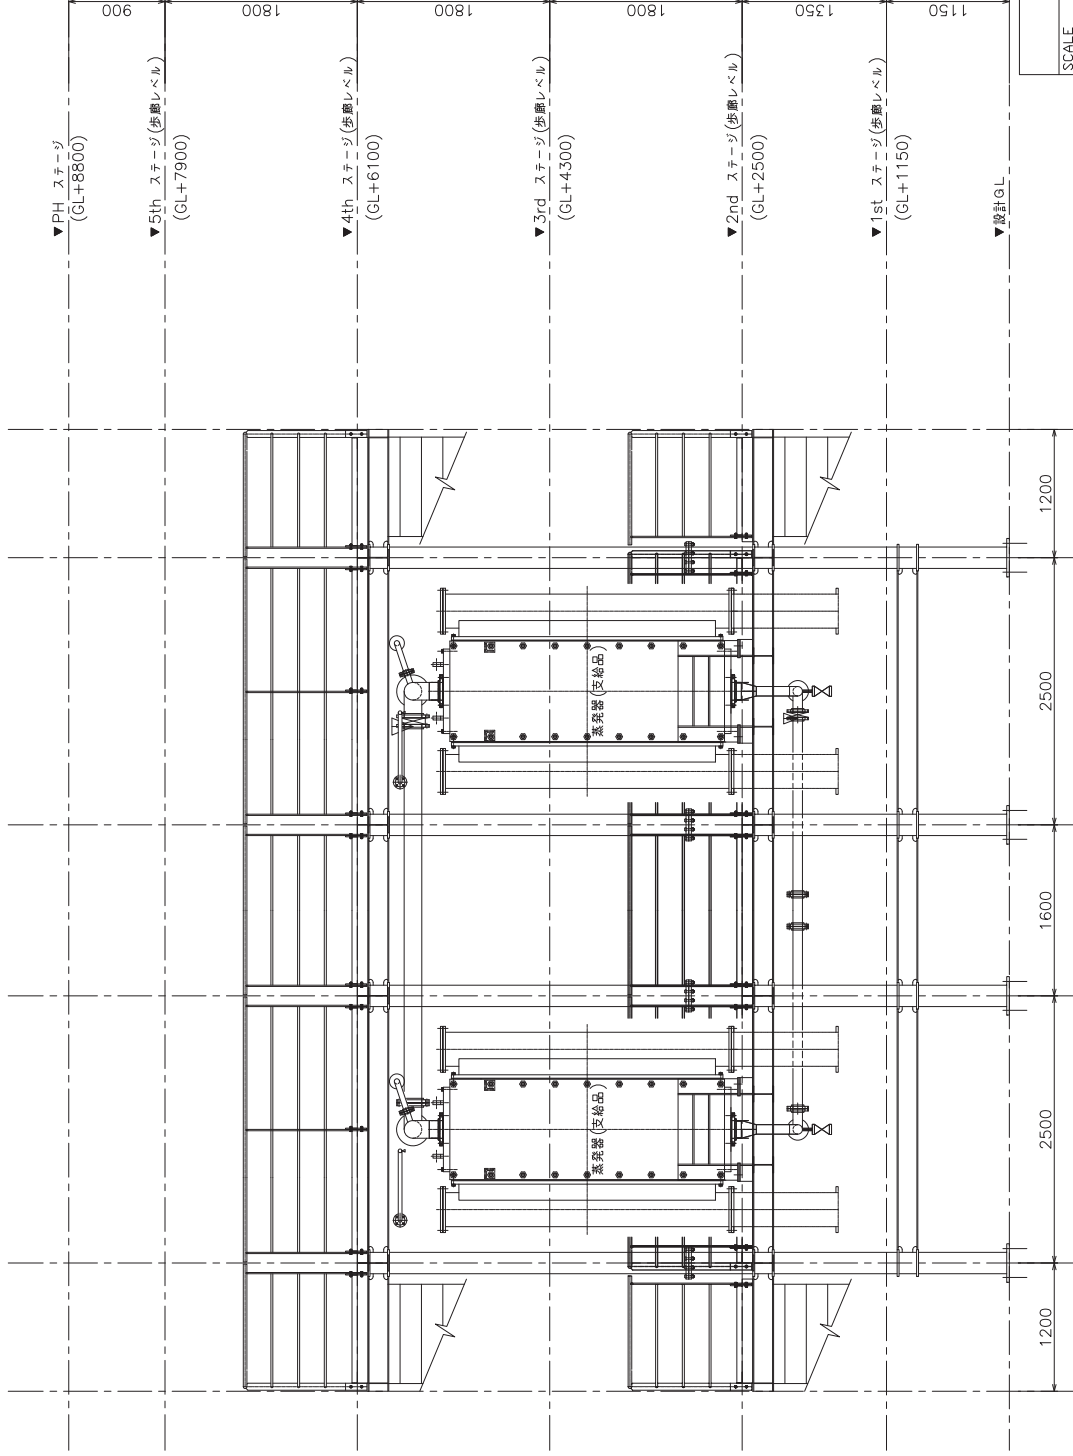 ▼PH ステージ
(GL+8800)
▼5th ステージ(歩廊レベル)
(GL+7900)
▼4th ステージ(歩廊レベル)
(GL+6100)
▼3rd ステージ(歩廊レベル)
(GL+4300)
▼2nd ステージ(歩廊レベル)
(GL+2500)
▼1st ステージ(歩廊レベル)
(GL+1150)
▼設計GL
900
1800
1800
1800
1350
1150
蒸発器(支給品)
蒸発器(支給品)
1200
2500
1600
2500
1200
SCALE